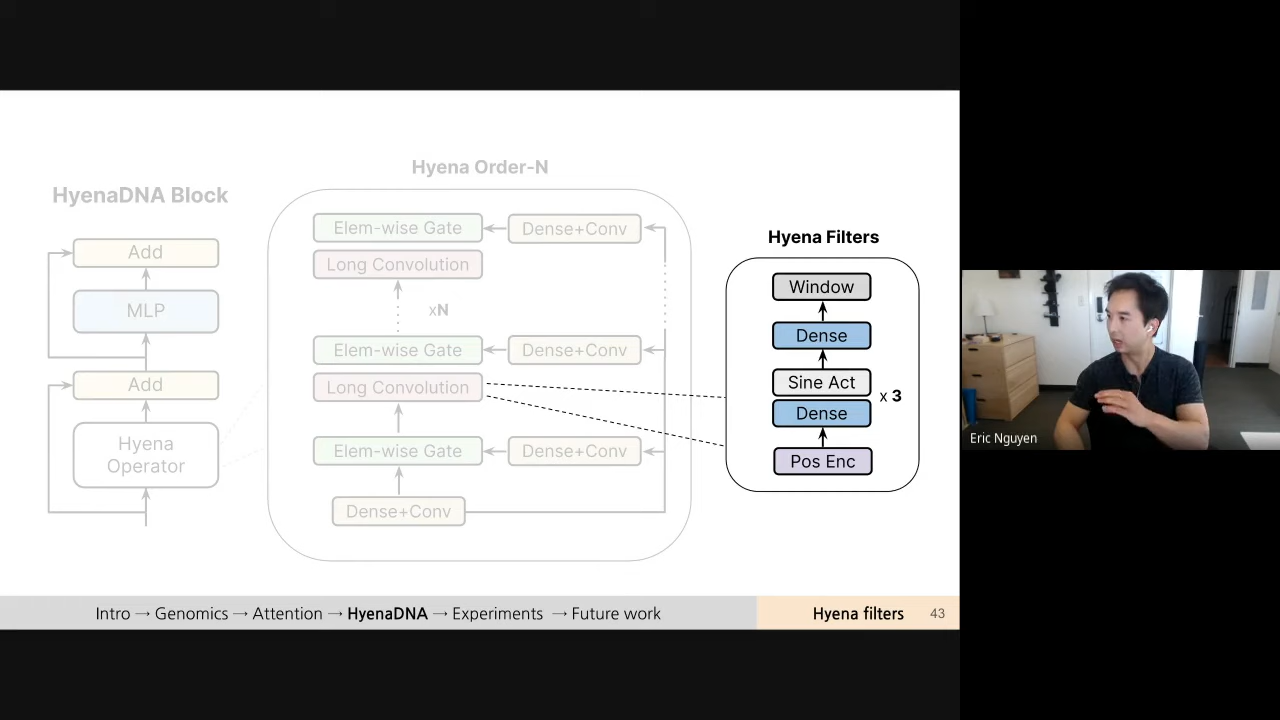 Hyena Order-N
HyenaDNA Block
Elem-wise Gate
Dense+Conv
Hyena Filters
Add
Long Convolution
Window
MLP
xN
Dense
Elem-wise Gate
Dense+Conv
Add
Long Convolution
Sine Act
x 3
Dense
Hyena
Operator
Elem-wise Gate
Dense+Conv
Pos Enc
Dense+Conv
Eric Nguyen
Intro → Genomics → Attention → HyenaDNA → Experiments → Future work
Hyena filters 43